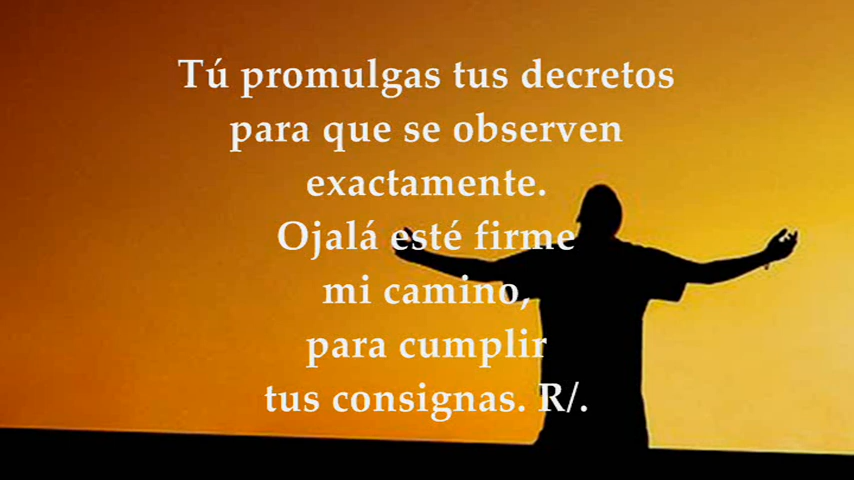 Tú promulgas tus decretos
para que se observen
exactamente.
Ojalá esté firme
mi camino,
para cumplir
tus consignas. R/.